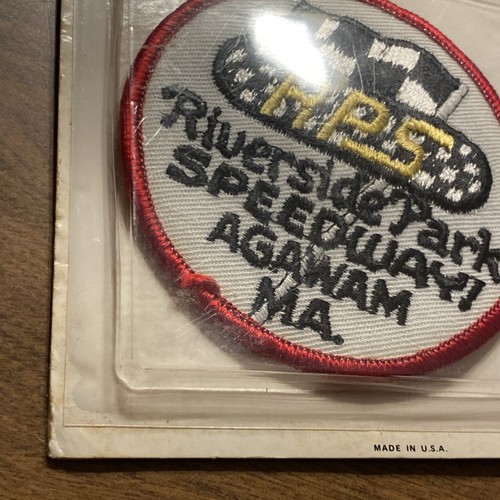 RPS
Riverside Park
SPEEDWAY!
AGAWAM
MA.
MADE IN U.S.A.